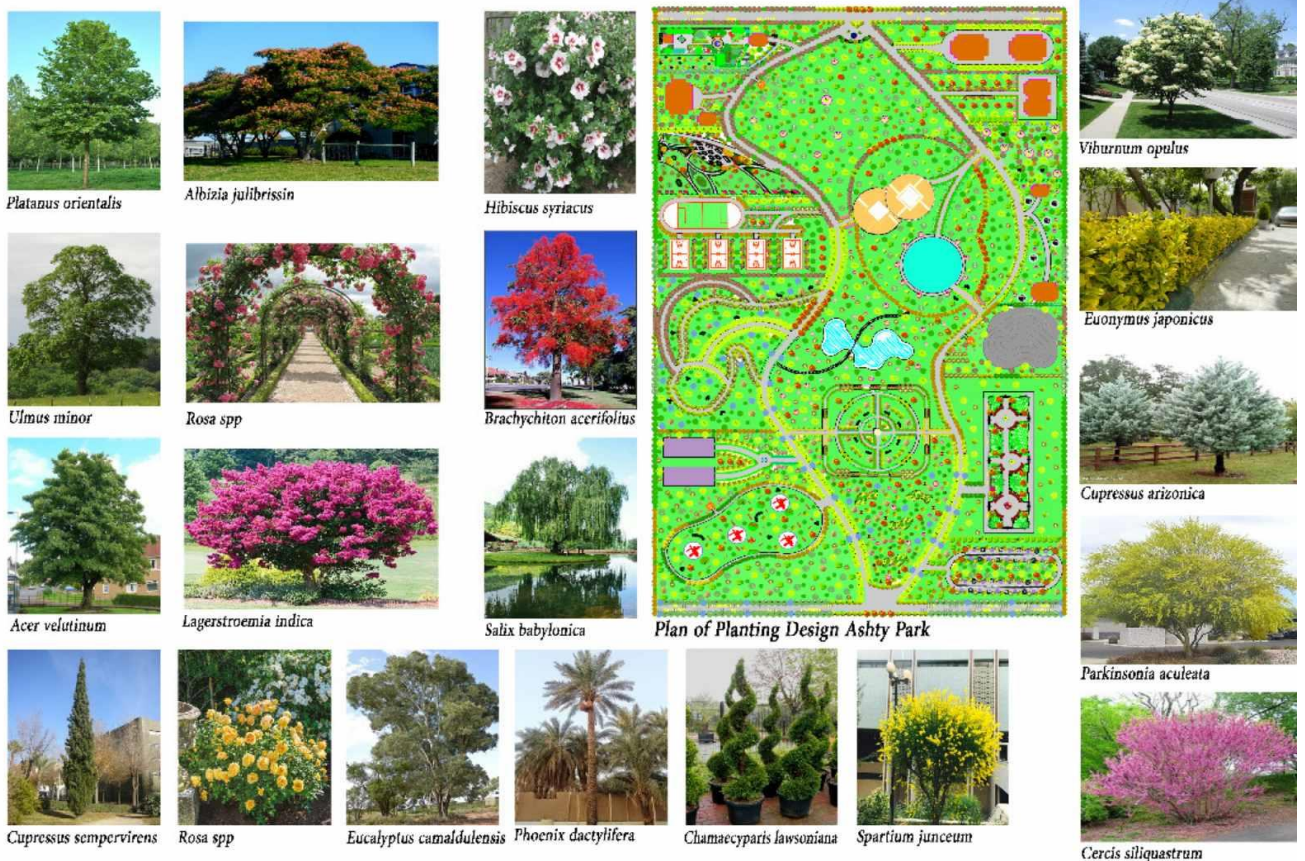 Platanus orientalis
Albizia julibrissin
Hibiscus syriacus
Viburnum opulus
Ulmus minor
Rosa spp
Brachychiton acerifolius
Euonymus japonicus
Cupressus arizonica
Acer velutinum
Lagerstroemia indica
Salix babylonica
Plan of Planting Design Ashty Park
Parkinsonia aculeata
Cupressus sempervirens
Rosa spp
Eucalyptus camaldulensis
Phoenix dactylifera
Chamaecyparis lawsoniana
Spartium junceum
Cercis siliquastrum